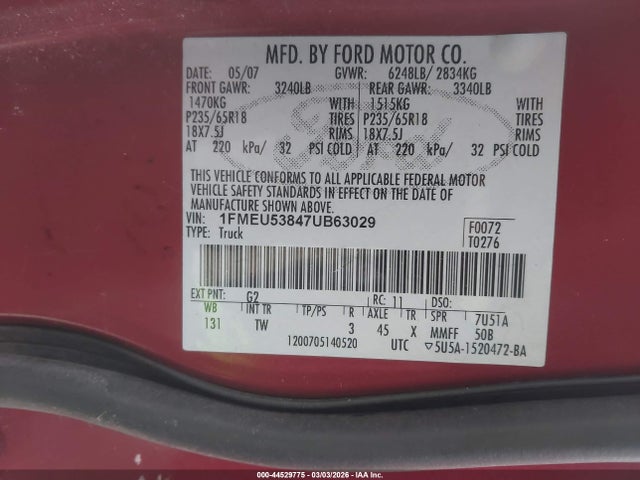 MFD. BY FORD MOTOR CO.
DATE 05/07 GVWR: 6248LB/ 2834KG
FRONT GAWR: 3240LB REAR GAWR: 3340LB
1470KG WITH 1515KG WITH
P235/65R18 TIRES P235/65R18 TIRES
18X7.5J RIMS 18X7.5J RIMS
AT 220 kPa/ 32 PSI COLD AT 220 kPa/ 32 PSI COLD
Ford
THIS VEHICLE CONFORMS TO ALL APPLICABLE FEDERAL MOTOR
VEHICLE SAFETY STANDARDS IN EFFECT ON THE DATE OF
MANUFACTURE SHOWN ABOVE.
VIN: 1FMEU53847UB63029
TYPE: Truck
F0072
T0276
EXT PNT: G2 RC: 11 DSO:
WB INT TR TP/PS R AXLE TR SPR 7U51A
131 TW 3 45 X MMFF 50B
1200705140520 UTC ▽5U5A-1520472-BA
000-44529775 - 03/03/2026 - IAA Inc.